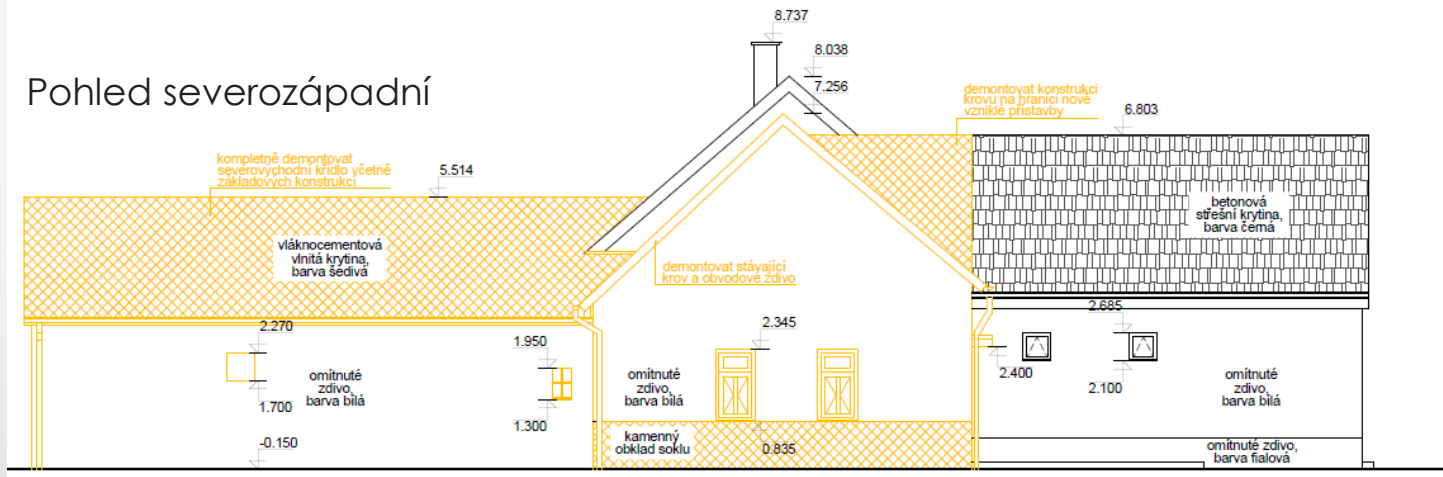 Pohled severozápadní
8.737
8.038
7.256
demontovat konstrukci
krovu na hranici nově
vzniklé přístavby
6.803
kompletně demontovat
severovýchodní křídlo včetně
základových konstrukcí
5.514
betonová
střešní krytina,
barva černá
vláknocementová
vlnitá krytina,
barva šedivá
demontovat stávající
krov a obvodové zdivo
2.270
1.950
2.345
2.685
2.400
2.100
omítnuté
zdivo,
barva bílá
1.700
1.300
omítnuté
zdivo,
barva bílá
omítnuté
zdivo,
barva bílá
-0.150
kamenný
obklad soklu
0.835
omítnuté zdivo,
barva fialová